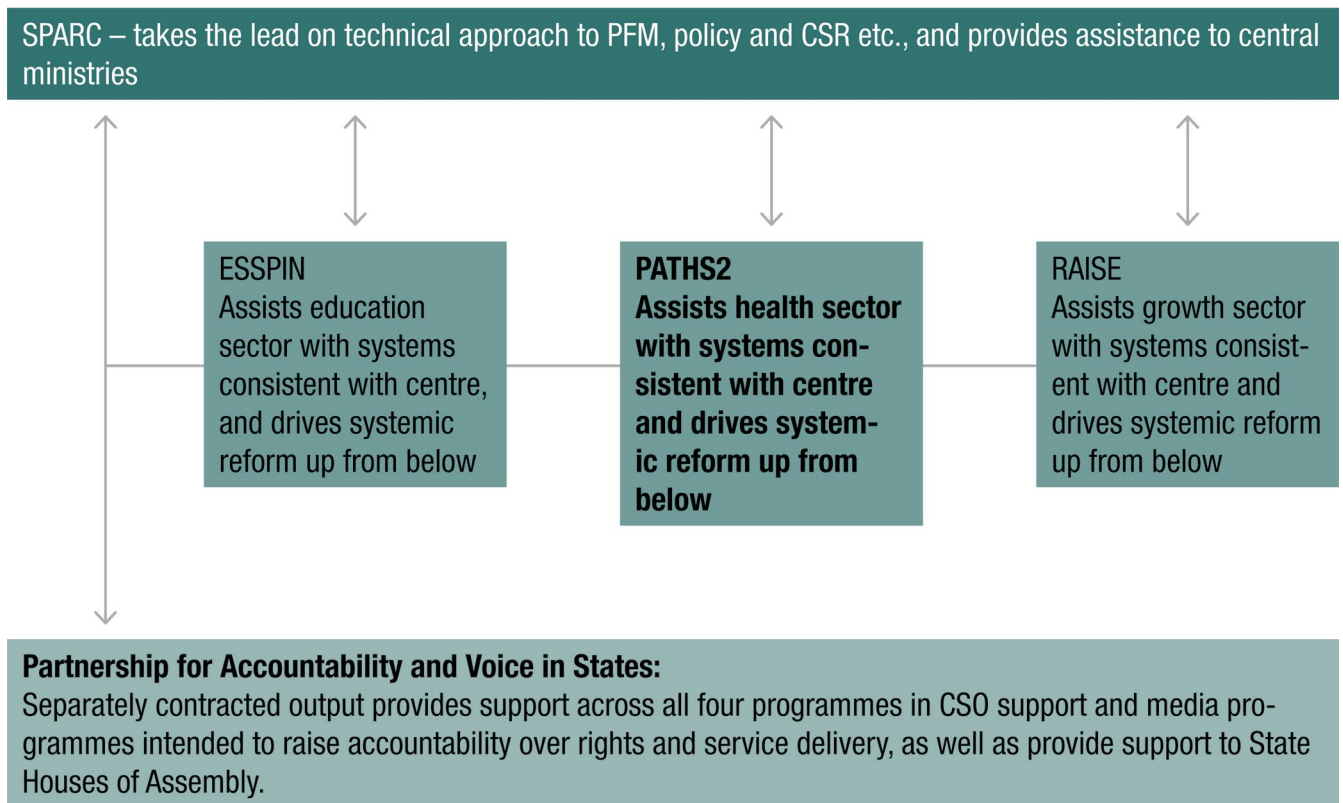 SPARC – takes the lead on technical approach to PFM, policy and CSR etc., and provides assistance to central
ministries
ESSPIN
Assists education
sector with systems
consistent with centre,
and drives systemic
reform up from below
PATHS2
Assists health sector
with systems con-
sistent with centre
and drives system-
ic reform up from
below
RAISE
Assists growth sector
with systems consist-
ent with centre and
drives systemic reform
up from below
Partnership for Accountability and Voice in States:
Separately contracted output provides support across all four programmes in CSO support and media pro-
grammes intended to raise accountability over rights and service delivery, as well as provide support to State
Houses of Assembly.